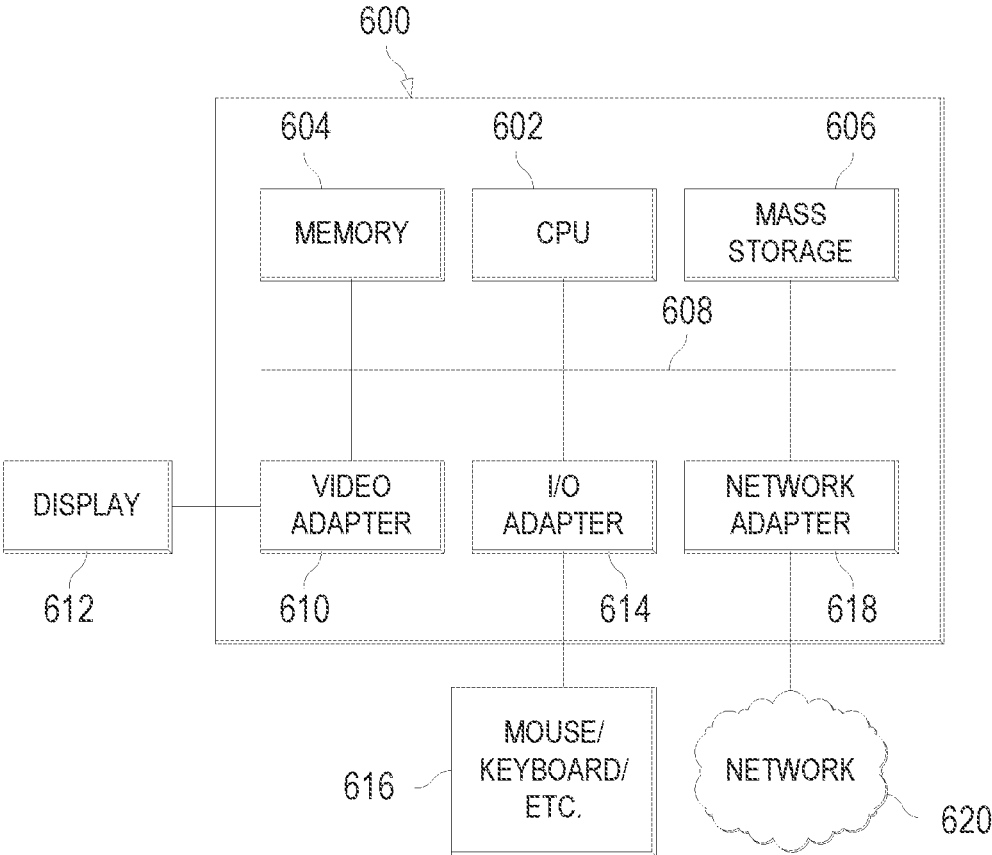 600
604
602
606
MEMORY
CPU
MASS
STORAGE
608
DISPLAY
VIDEO
ADAPTER
I/O
ADAPTER
NETWORK
ADAPTER
612
610
614
618
MOUSE/
KEYBOARD/
ETC.
616
NETWORK
620